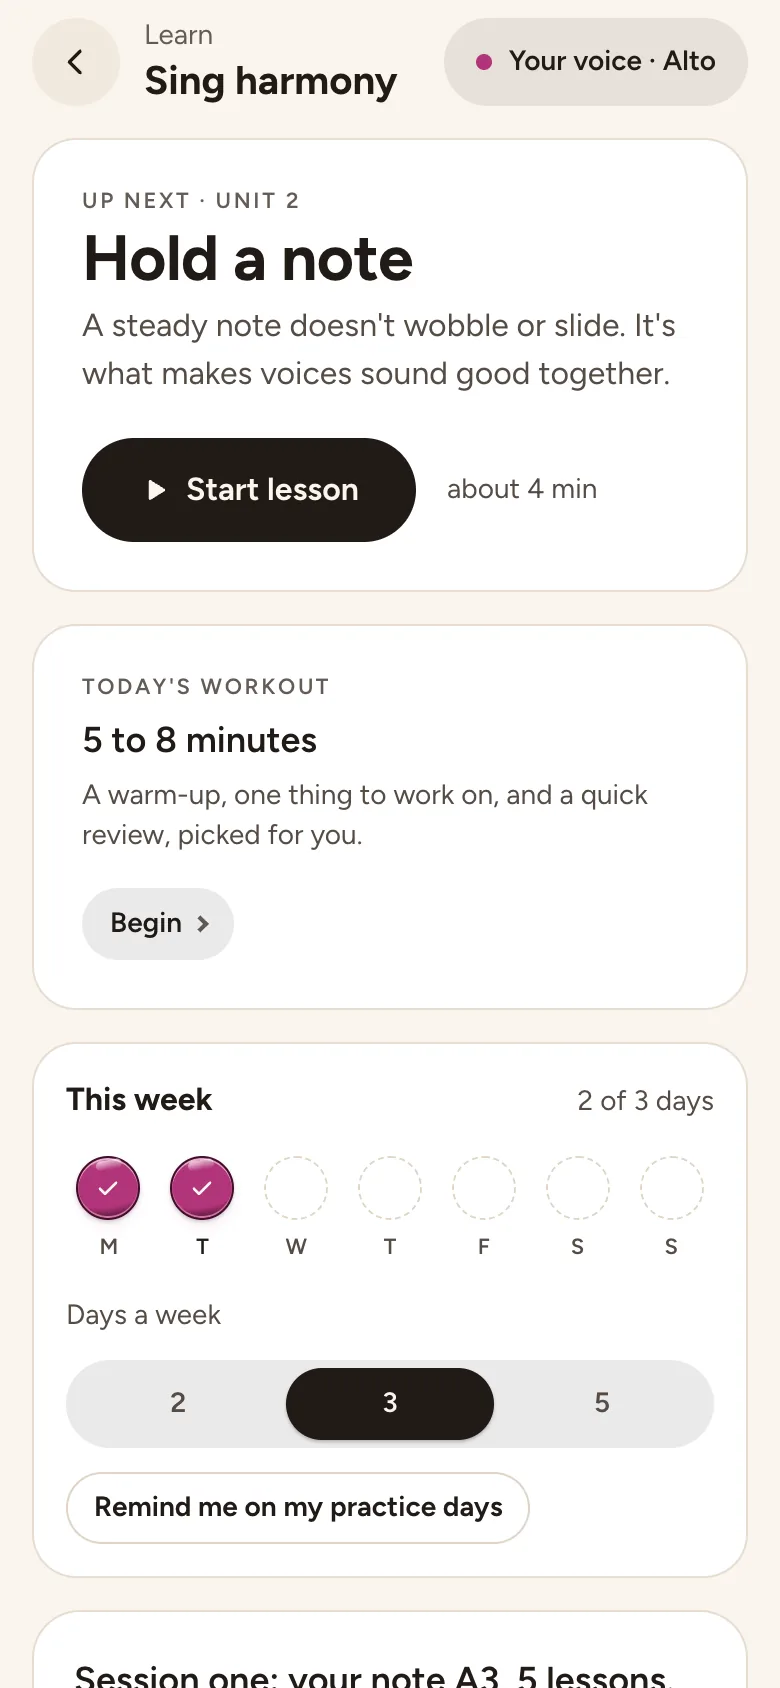 Learn
Sing harmony
Your voice · Alto
UP NEXT · UNIT 2
Hold a note
A steady note doesn't wobble or slide. It's
what makes voices sound good together.
Start lesson
about 4 min
TODAY'S WORKOUT
5 to 8 minutes
A warm-up, one thing to work on, and a quick
review, picked for you.
Begin
This week
2 of 3 days
M T W T F S S
Days a week
2 3 5
Remind me on my practice days
Session one: your note A3, 5 lessons,